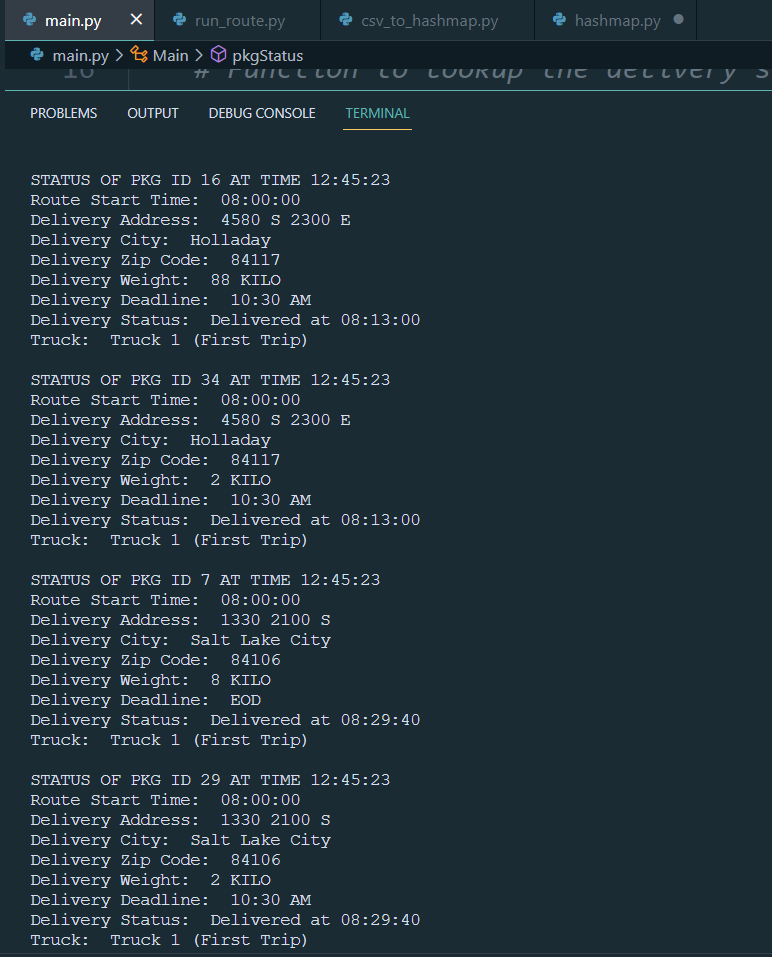 main.py
run_route.py
csv_to_hashmap.py
hashmap.py
main.py > Main > pkgStatus
16 # Function to lookup the delivery s
PROBLEMS OUTPUT DEBUG CONSOLE TERMINAL
STATUS OF PKG ID 16 AT TIME 12:45:23
Route Start Time: 08:00:00
Delivery Address: 4580 S 2300 E
Delivery City: Holladay
Delivery Zip Code: 84117
Delivery Weight: 88 KILO
Delivery Deadline: 10:30 AM
Delivery Status: Delivered at 08:13:00
Truck: Truck 1 (First Trip)
STATUS OF PKG ID 34 AT TIME 12:45:23
Route Start Time: 08:00:00
Delivery Address: 4580 S 2300 E
Delivery City: Holladay
Delivery Zip Code: 84117
Delivery Weight: 2 KILO
Delivery Deadline: 10:30 AM
Delivery Status: Delivered at 08:13:00
Truck: Truck 1 (First Trip)
STATUS OF PKG ID 7 AT TIME 12:45:23
Route Start Time: 08:00:00
Delivery Address: 1330 2100 S
Delivery City: Salt Lake City
Delivery Zip Code: 84106
Delivery Weight: 8 KILO
Delivery Deadline: EOD
Delivery Status: Delivered at 08:29:40
Truck: Truck 1 (First Trip)
STATUS OF PKG ID 29 AT TIME 12:45:23
Route Start Time: 08:00:00
Delivery Address: 1330 2100 S
Delivery City: Salt Lake City
Delivery Zip Code: 84106
Delivery Weight: 2 KILO
Delivery Deadline: 10:30 AM
Delivery Status: Delivered at 08:29:40
Truck: Truck 1 (First Trip)